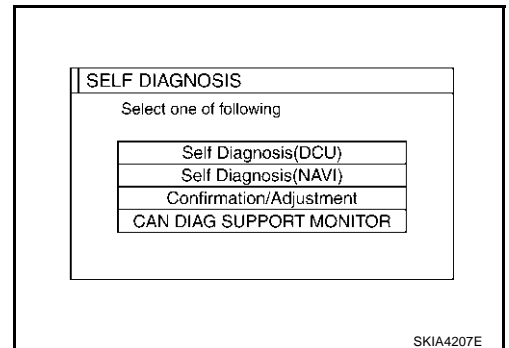 SELF DIAGNOSIS
Select one of following
Self Diagnosis(DCU)
Self Diagnosis(NAVI)
Confirmation/Adjustment
CAN DIAG SUPPORT MONITOR
SKIA4207E